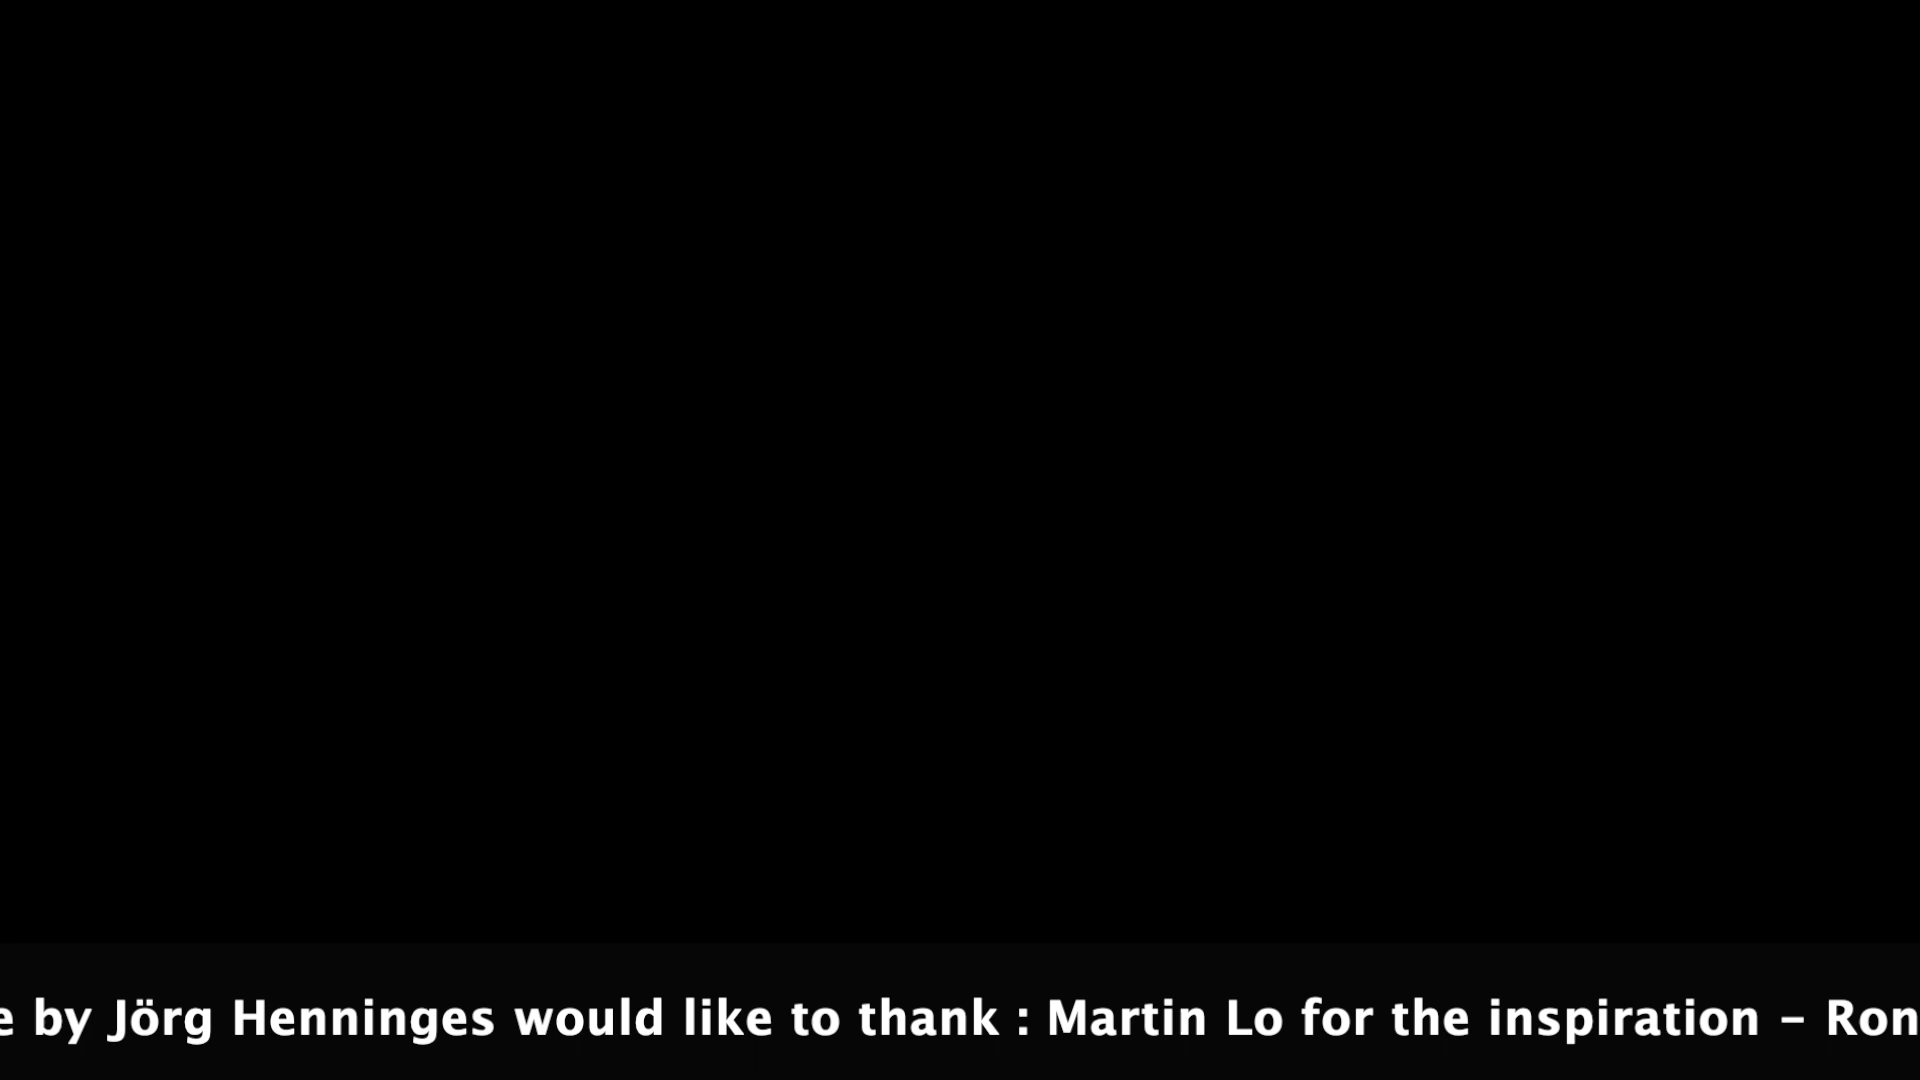 e by Jörg Henninges would like to thank : Martin Lo for the inspiration – Ron